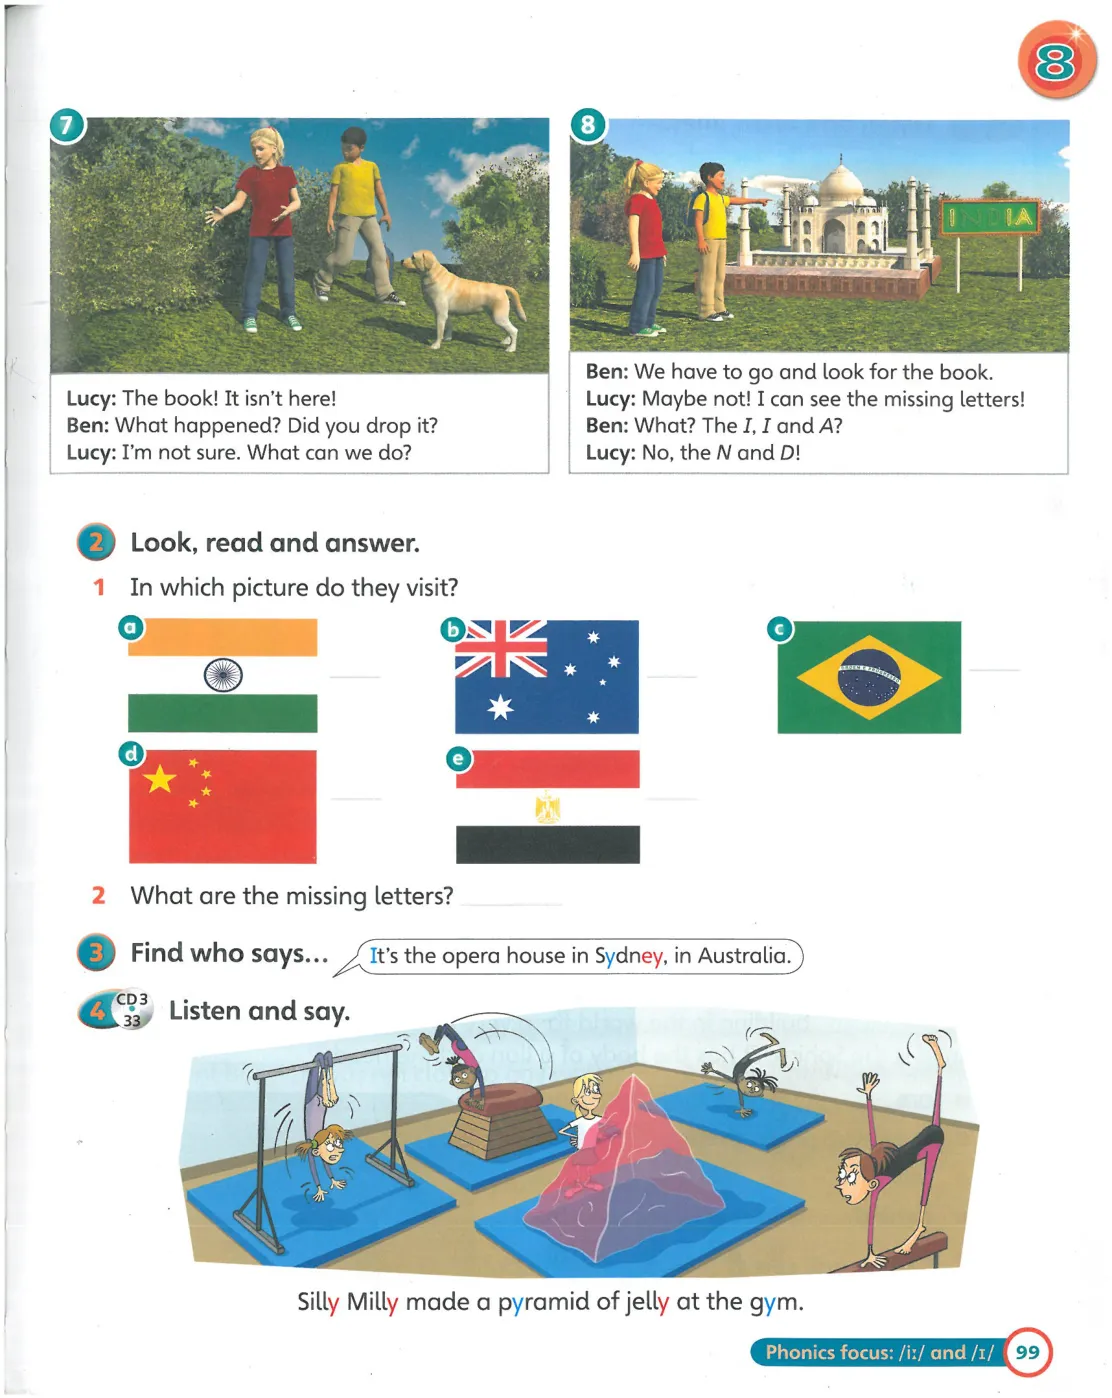 8
7
Lucy: The book! It isn't here!
Ben: What happened? Did you drop it?
Lucy: I'm not sure. What can we do?
8
INDIA
Ben: We have to go and look for the book.
Lucy: Maybe not! I can see the missing letters!
Ben: What? The I, I and A?
Lucy: No, the N and D!
2 Look, read and answer.
1 In which picture do they visit?
a
b
c
ORDEM E PROGRESSO
d
e
2 What are the missing letters?
3 Find who says... It's the opera house in Sydney, in Australia.
4 CD3 33 Listen and say.
Silly Milly made a pyramid of jelly at the gym.
Phonics focus: /iː/ and /ɪ/ 99